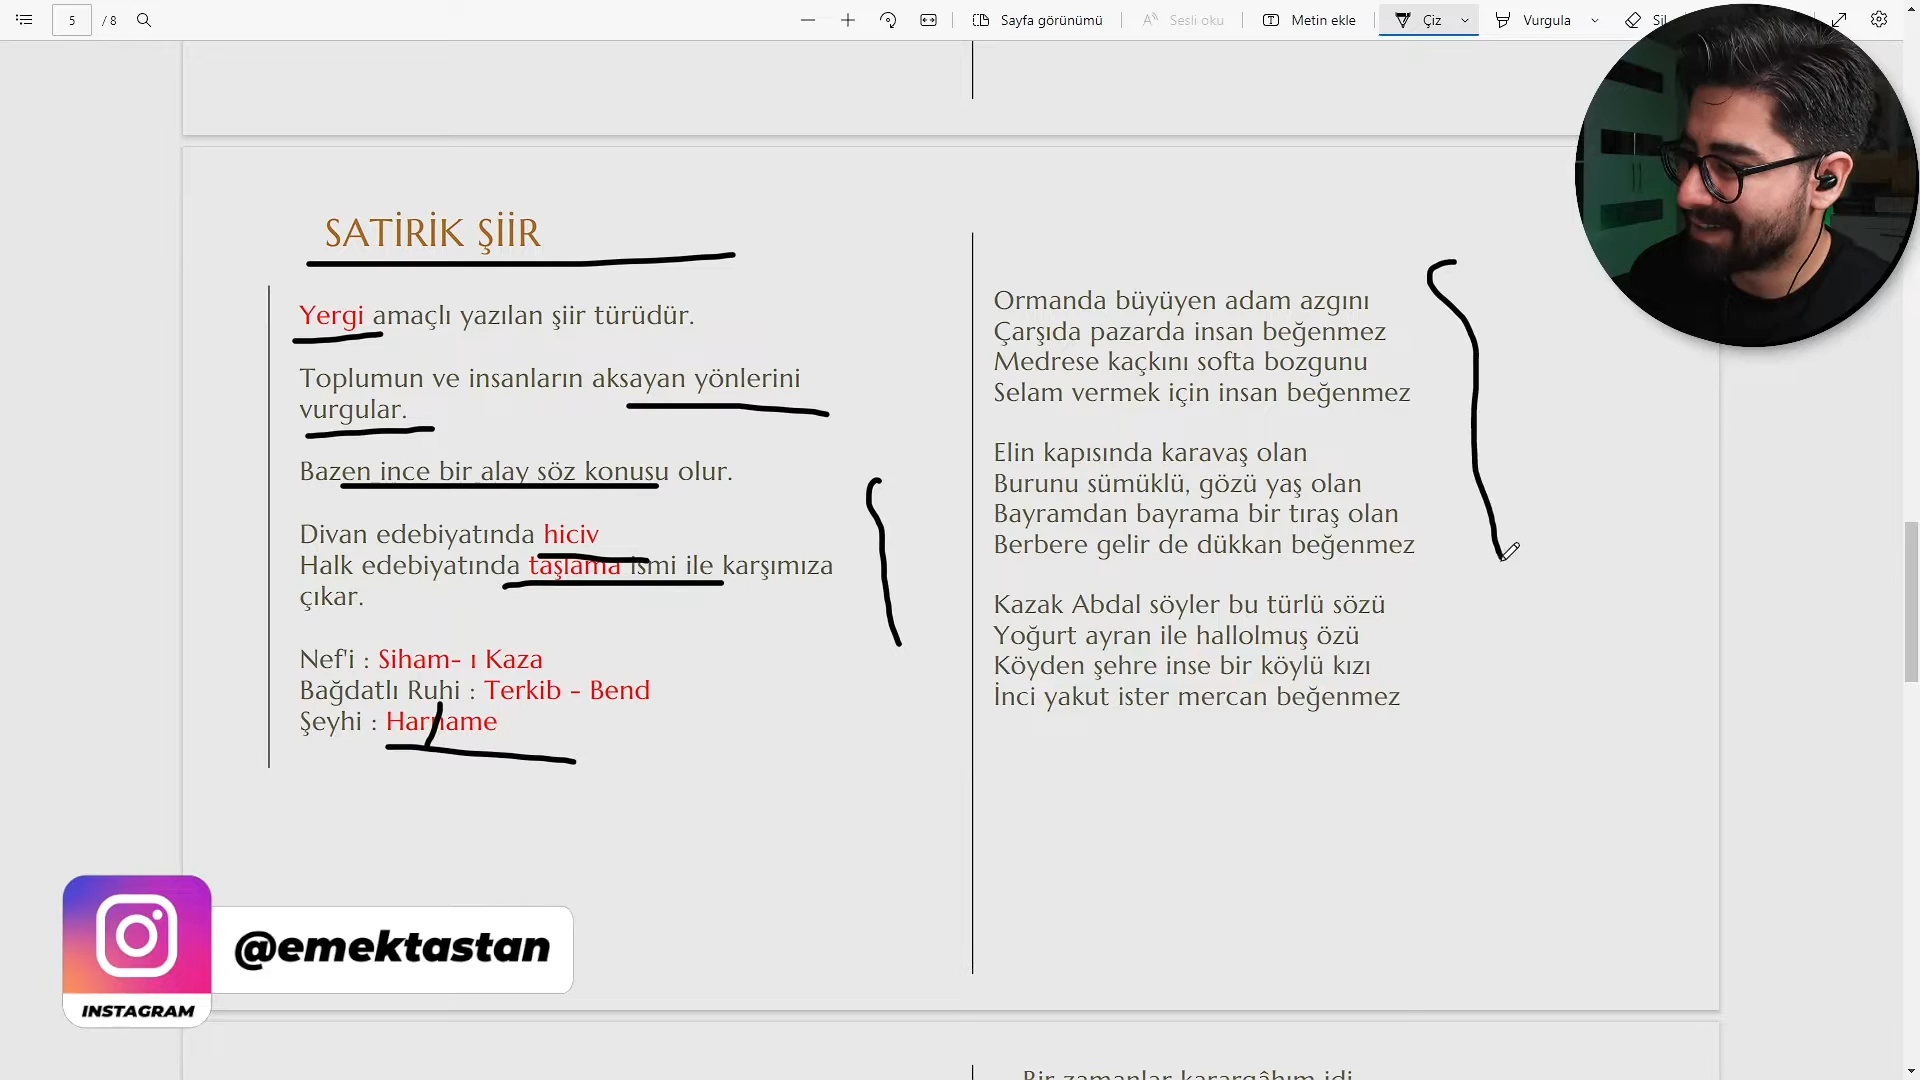 5 / 8
Sayfa görünümü
Sesli oku
Metin ekle
Çiz
Vurgula
Sil
SATİRİK ŞİİR
Yergi amaçlı yazılan şiir türüdür.
Toplumun ve insanların aksayan yönlerini
vurgular.
Bazen ince bir alay söz konusu olur.
Divan edebiyatında hiciv
Halk edebiyatında taşlama ismi ile karşımıza
çıkar.
Nef'i : Siham- ı Kaza
Bağdatlı Ruhi : Terkib - Bend
Şeyhi : Harname
Ormanda büyüyen adam azgını
Çarşıda pazarda insan beğenmez
Medrese kaçkını softa bozgunu
Selam vermek için insan beğenmez
Elin kapısında karavaş olan
Burunu sümüklü, gözü yaş olan
Bayramdan bayrama bir tıraş olan
Berbere gelir de dükkan beğenmez
Kazak Abdal söyler bu türlü sözü
Yoğurt ayran ile hallolmuş özü
Köyden şehre inse bir köylü kızı
İnci yakut ister mercan beğenmez
@emektastan
INSTAGRAM
Bir zamanlar karargâhım idi